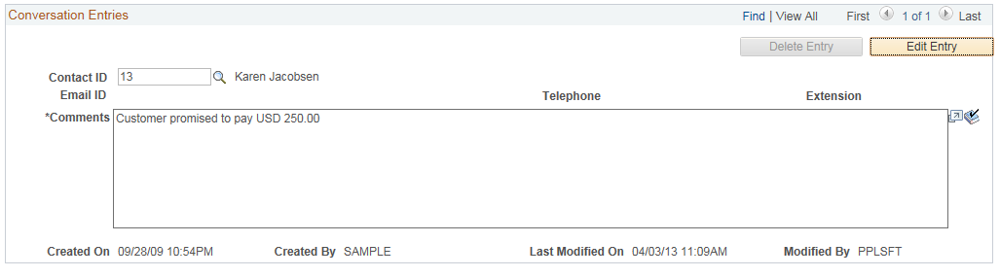 Conversation Entries Find | View All First 1 of 1 Last
Delete Entry Edit Entry
Contact ID 13 Karen Jacobsen
Email ID Telephone Extension
*Comments Customer promised to pay USD 250.00
Created On 09/28/09 10:54PM Created By SAMPLE Last Modified On 04/03/13 11:09AM Modified By PPLSFT